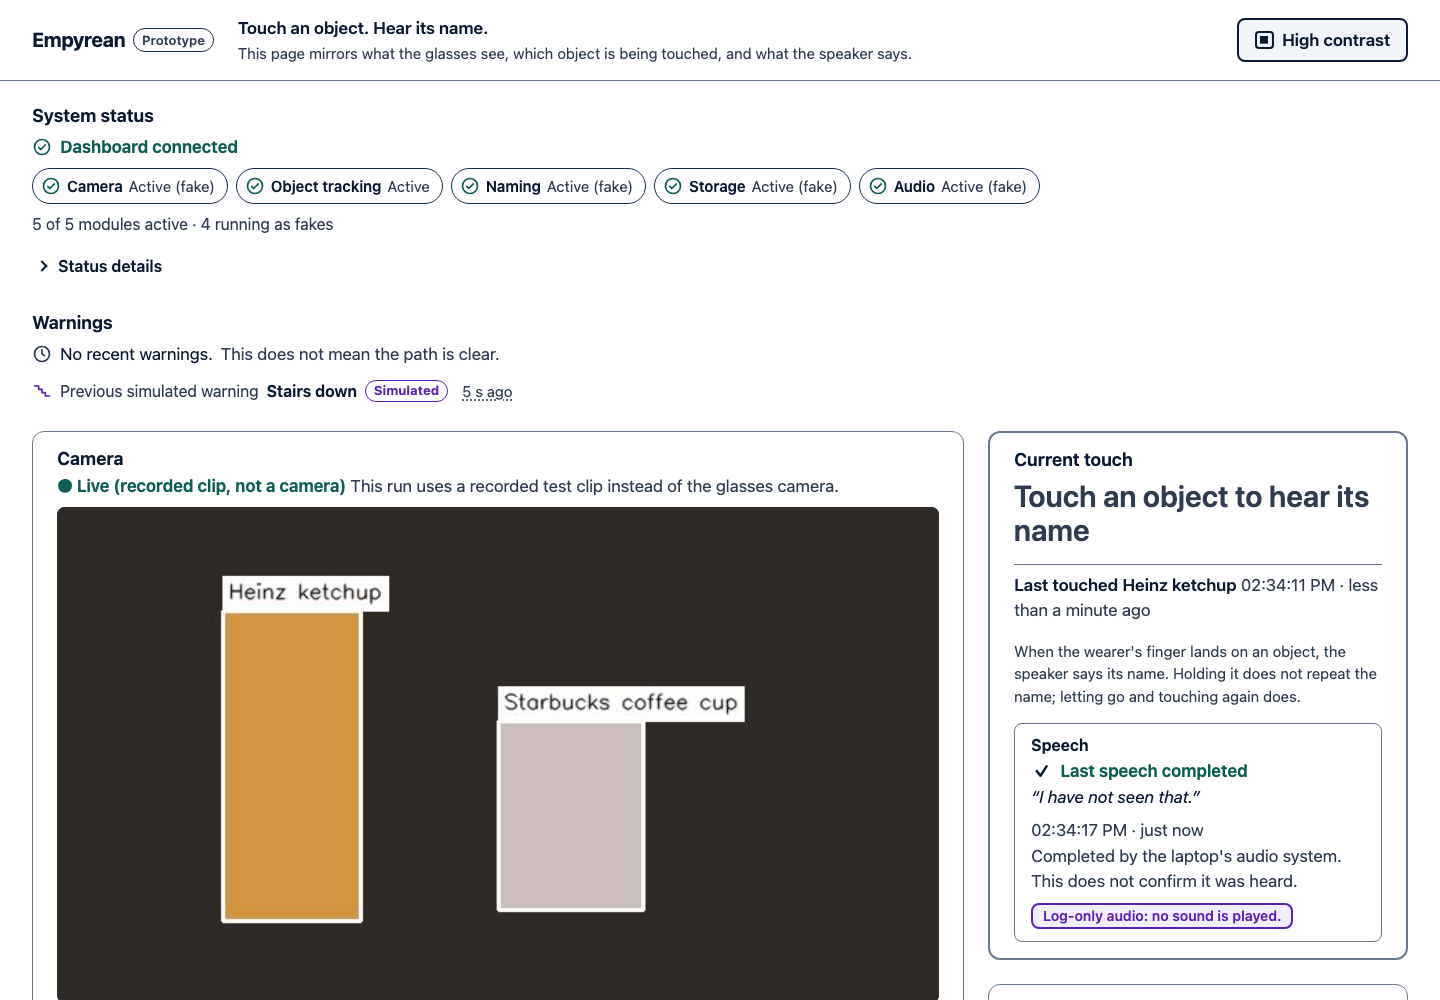 Empyrean Prototype
Touch an object. Hear its name.
This page mirrors what the glasses see, which object is being touched, and what the speaker says.
High contrast
System status
Dashboard connected
Camera Active (fake) Object tracking Active Naming Active (fake) Storage Active (fake) Audio Active (fake)
5 of 5 modules active · 4 running as fakes
Status details
Warnings
No recent warnings. This does not mean the path is clear.
Previous simulated warning Stairs down Simulated 5 s ago
Camera
Live (recorded clip, not a camera) This run uses a recorded test clip instead of the glasses camera.
Heinz ketchup
Starbucks coffee cup
Current touch
Touch an object to hear its
name
Last touched Heinz ketchup 02:34:11 PM · less
than a minute ago
When the wearer's finger lands on an object, the
speaker says its name. Holding it does not repeat the
name; letting go and touching again does.
Speech
Last speech completed
“I have not seen that.”
02:34:17 PM · just now
Completed by the laptop's audio system.
This does not confirm it was heard.
Log-only audio: no sound is played.